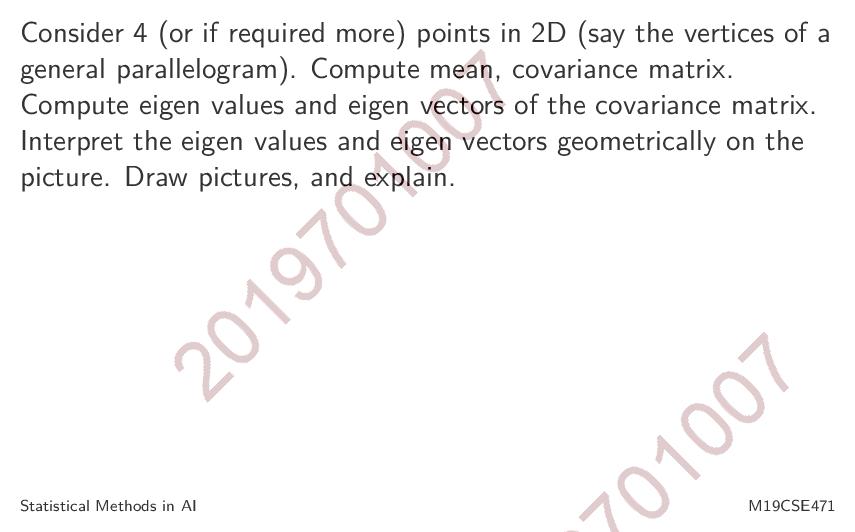 Consider 4 (or if required more) points in 2D (say the vertices of a
general parallelogram). Compute mean, covariance matrix.
Compute eigen values and eigen vectors of the covariance matrix.
Interpret the eigen values and eigen vectors geometrically on the
picture. Draw pictures, and explain.
2019701007
9701007
Statistical Methods in AI
M19CSE471